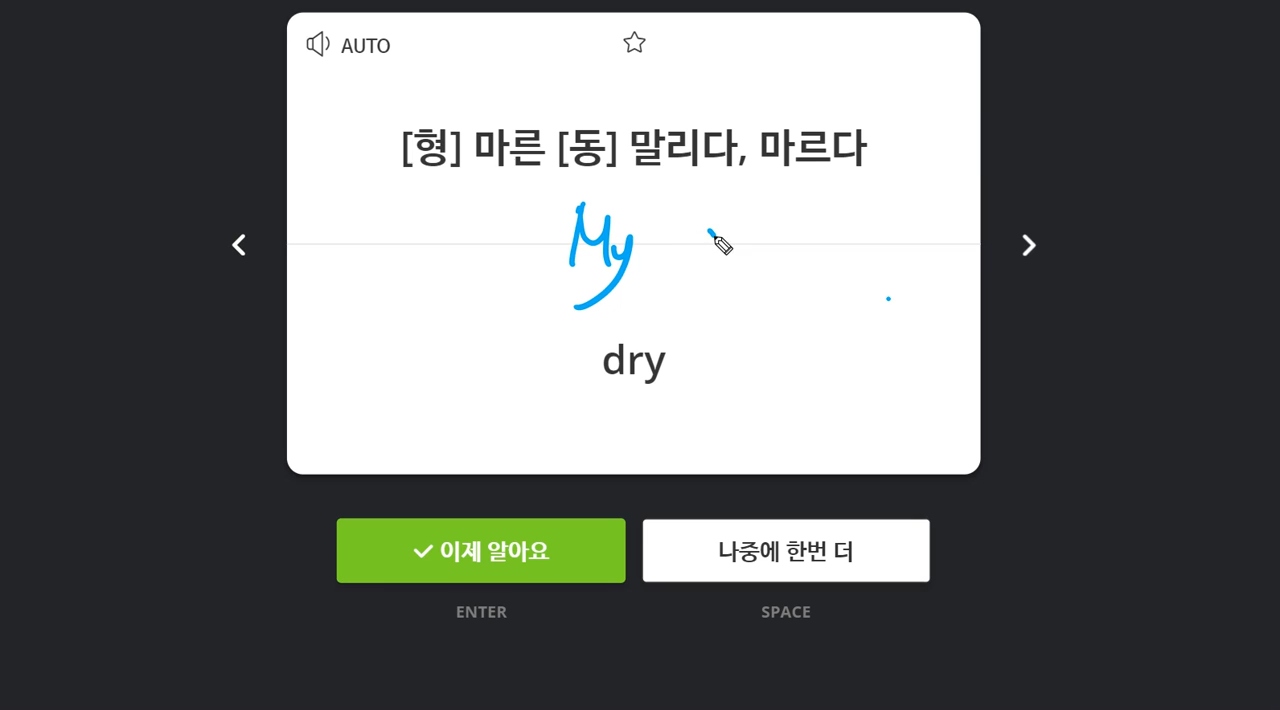 AUTO
[형] 마른 [동] 말리다, 마르다
My
dry
이제 알아요
나중에 한번 더
ENTER
SPACE